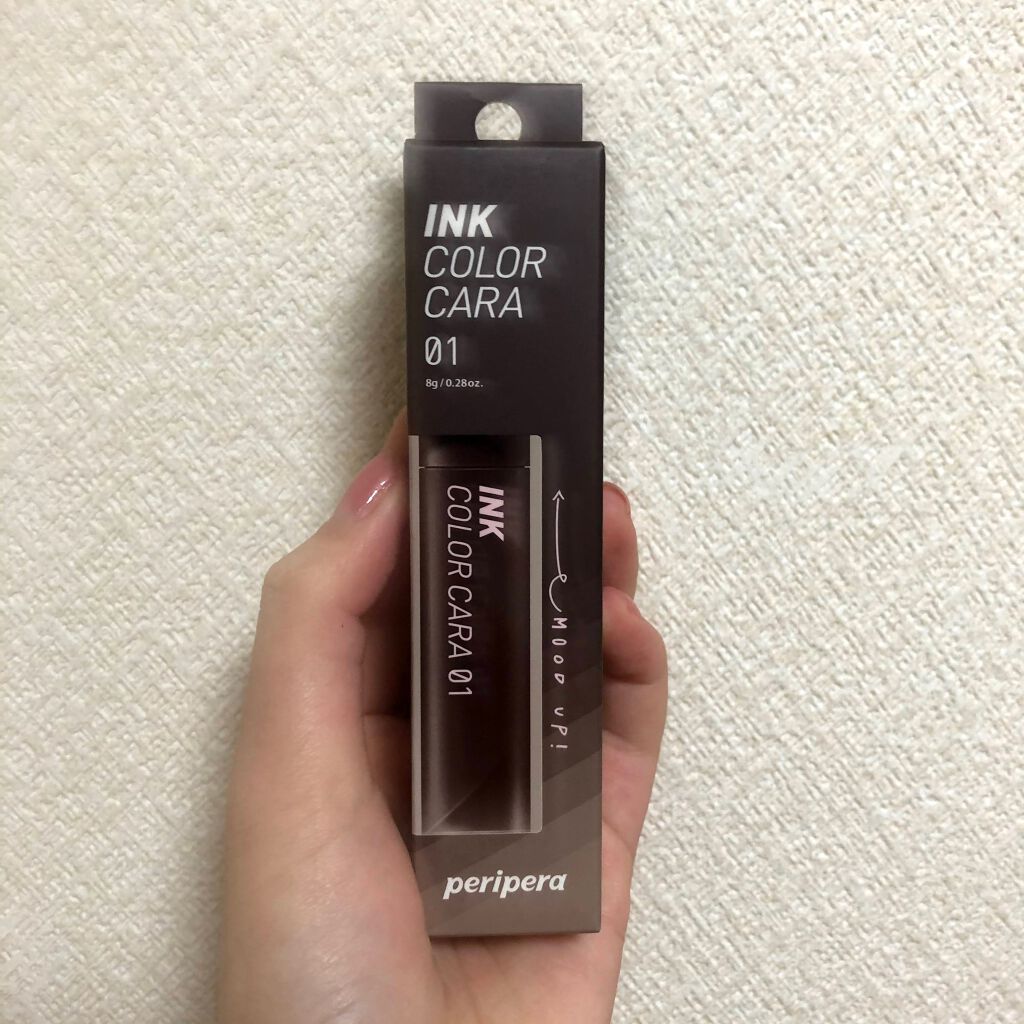 INK
COLOR
CARA
01
8g/0.28oz.
INK
COLOR CARA 01
MOOD UP!
peripera